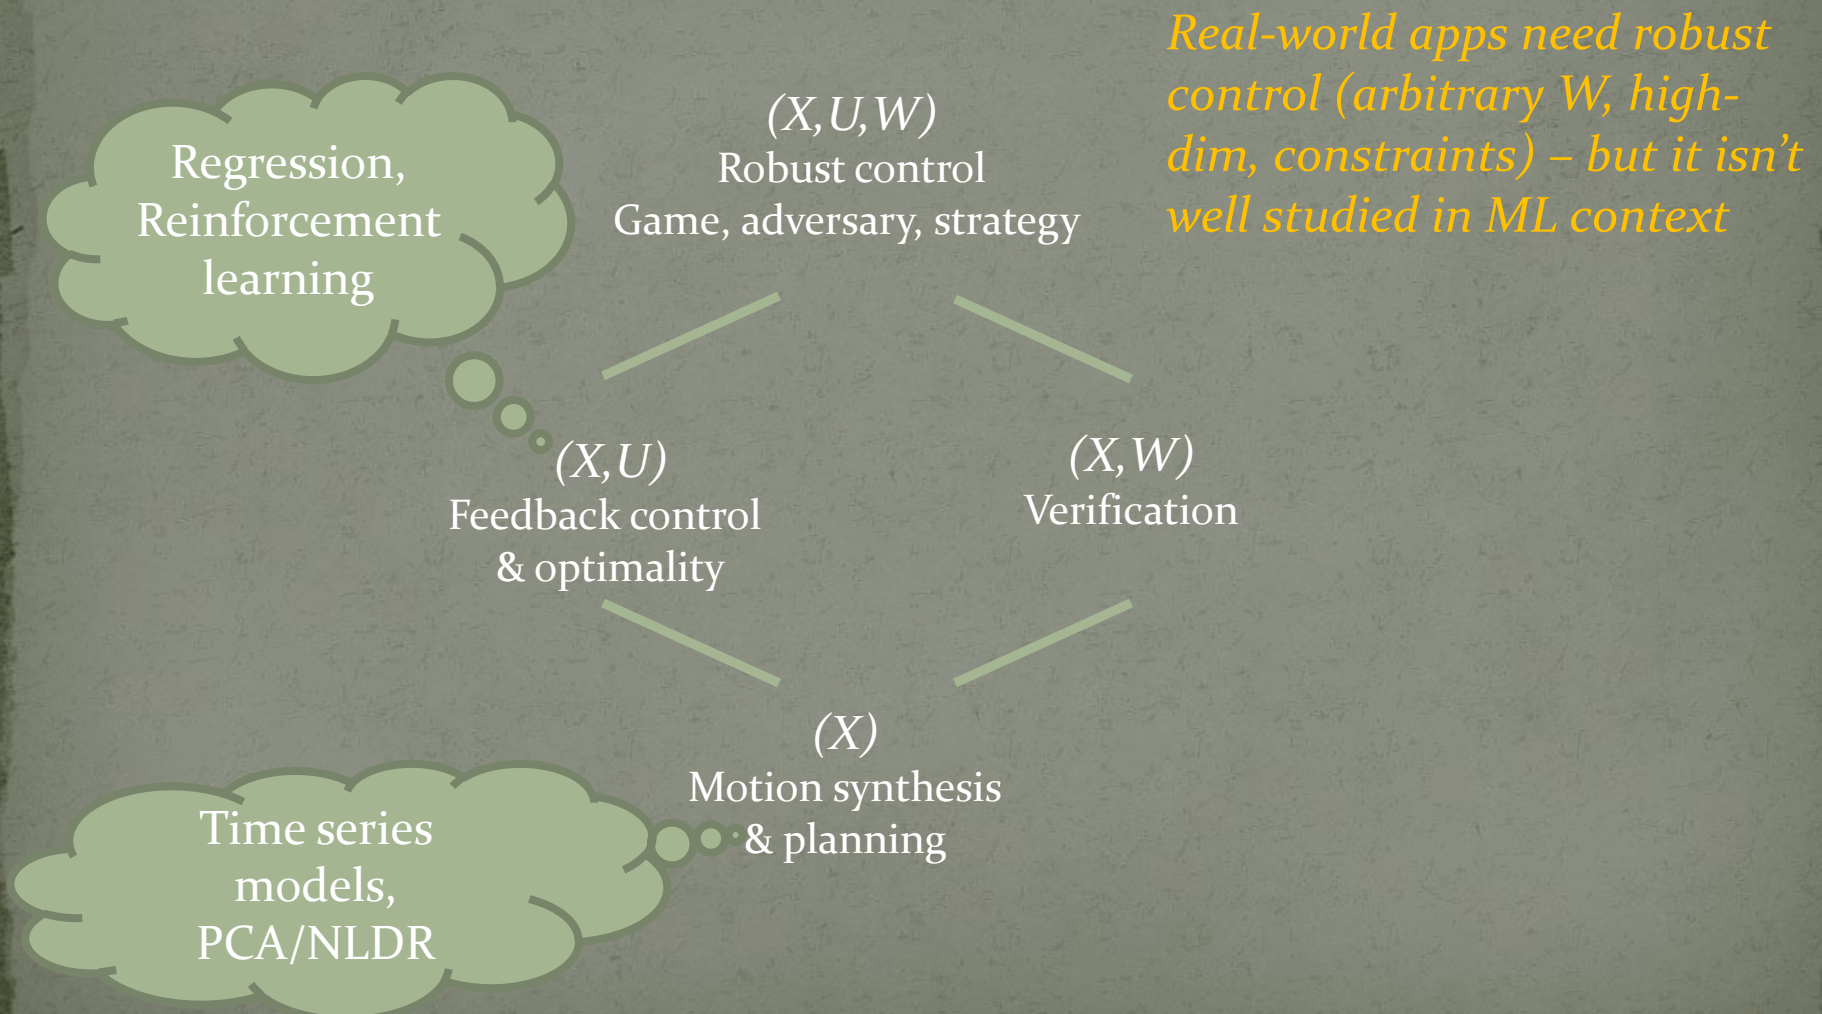 Real-world apps need robust
control (arbitrary W, high-
dim, constraints) – but it isn’t
well studied in ML context
(X,U,W)
Robust control
Game, adversary, strategy
Regression,
Reinforcement
learning
(X,U)
Feedback control
& optimality
(X,W)
Verification
(X)
Motion synthesis
& planning
Time series
models,
PCA/NLDR